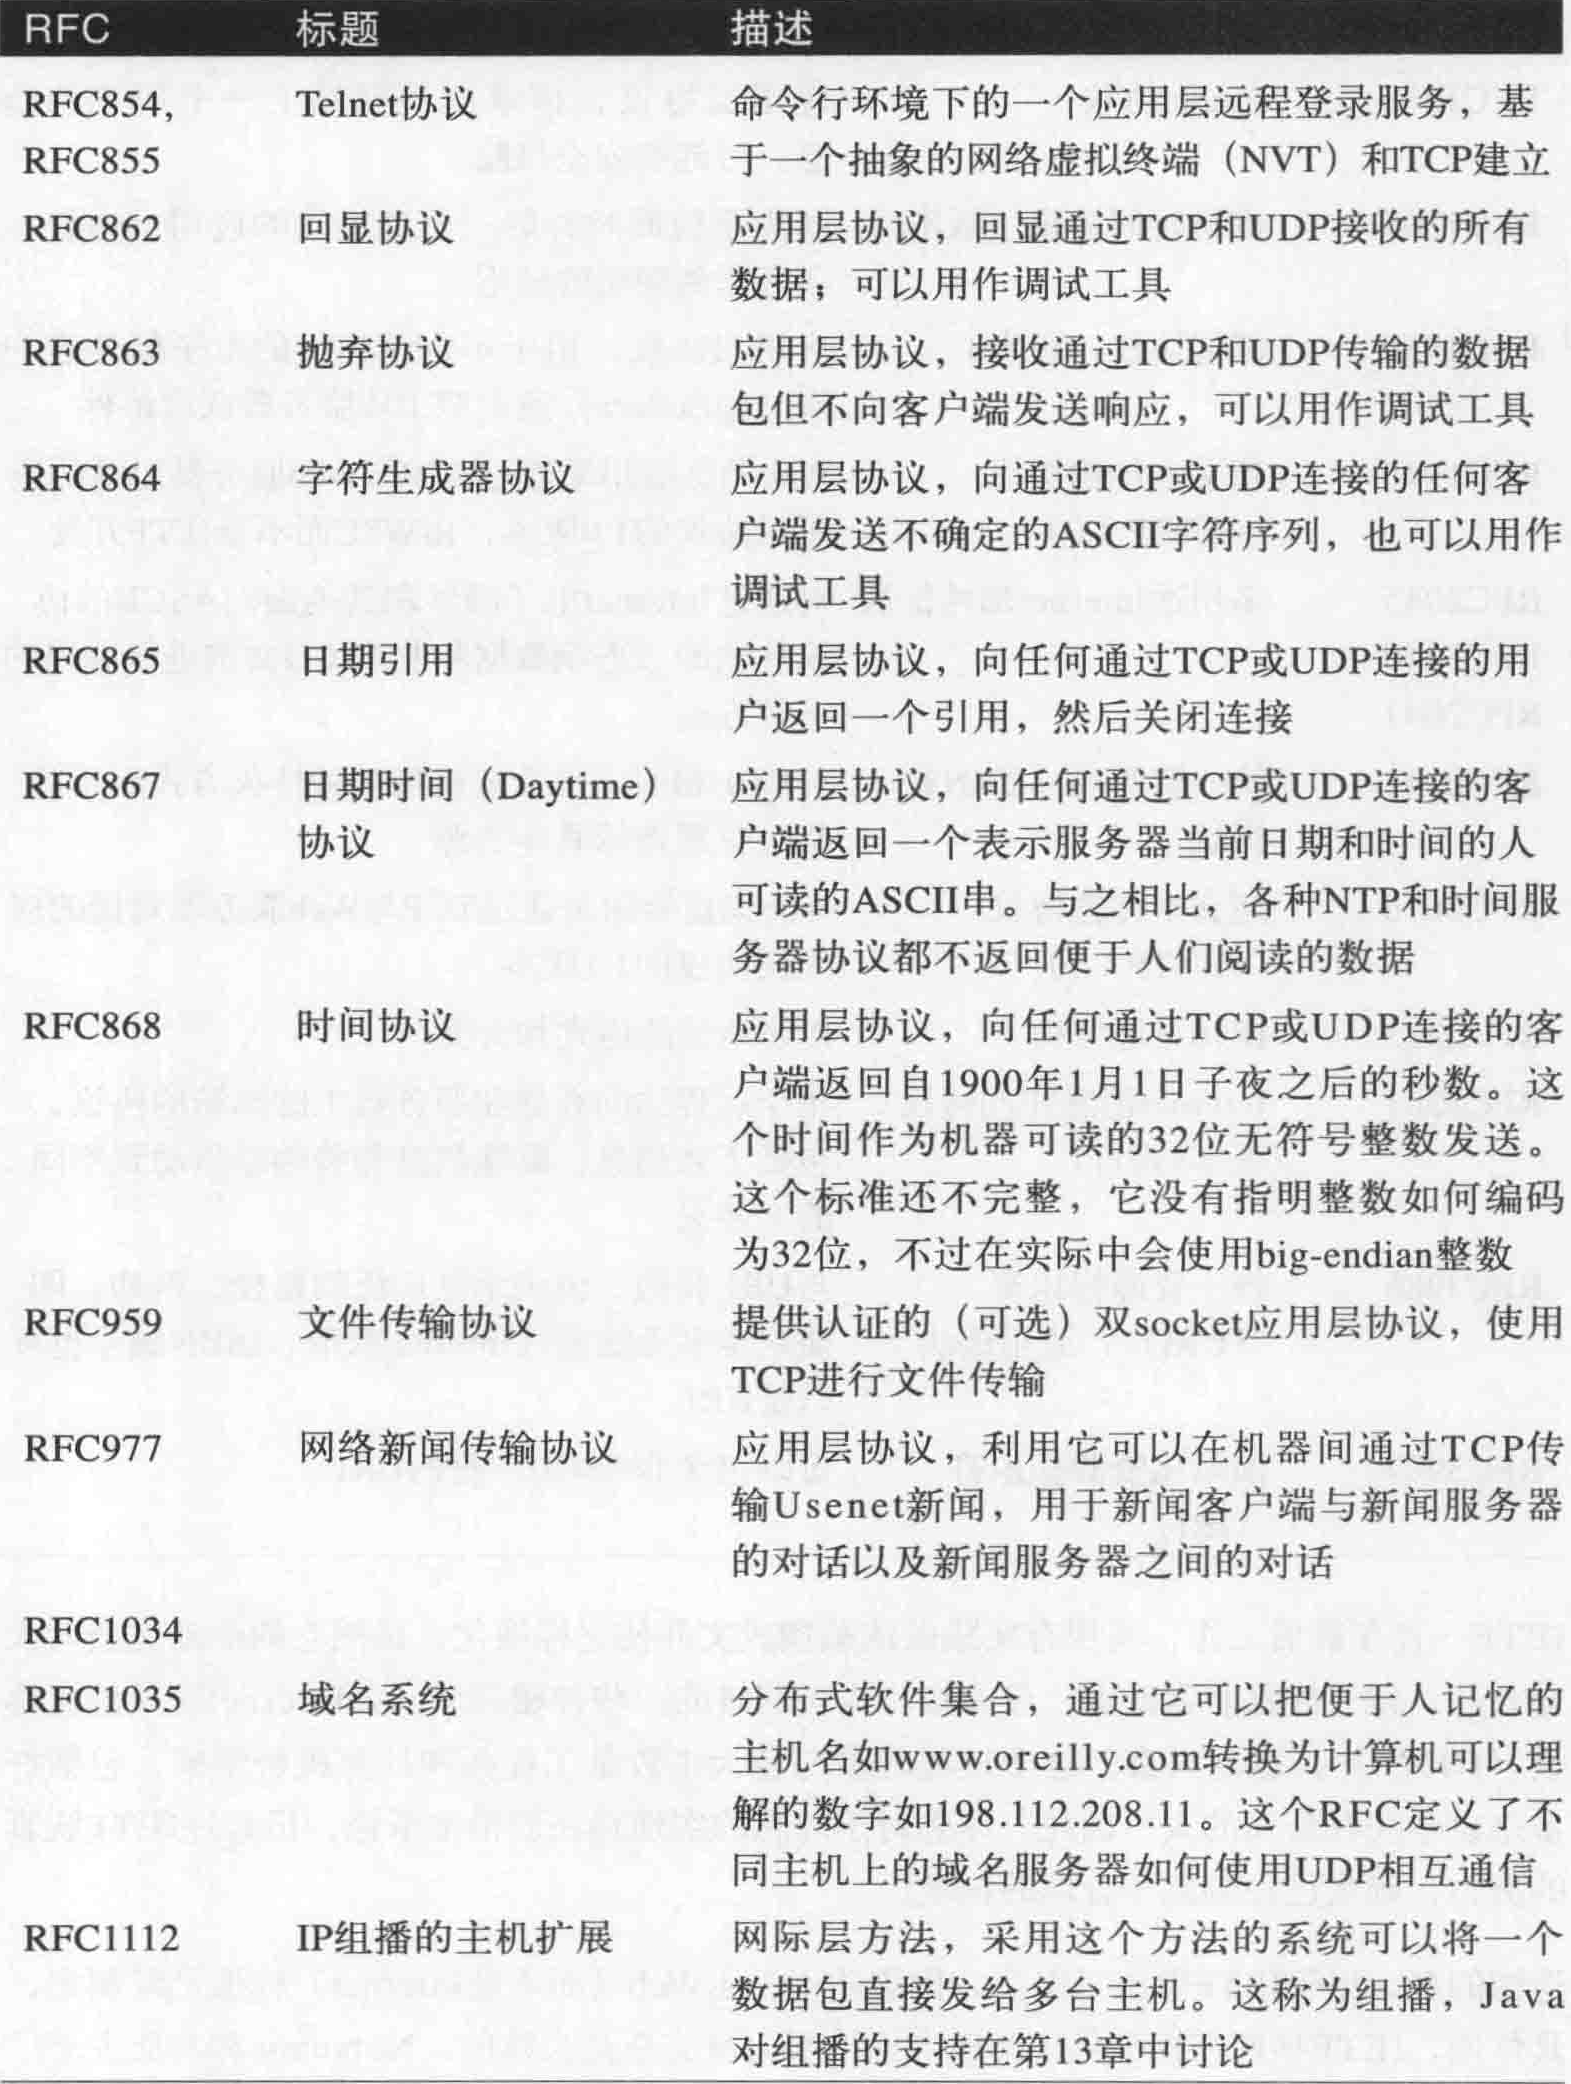 RFC 标题 描述
RFC854, Telnet协议 命令行环境下的一个应用层远程登录服务，基
RFC855 于一个抽象的网络虚拟终端（NVT）和TCP建立
RFC862 回显协议 应用层协议，回显通过TCP和UDP接收的所有
数据；可以用作调试工具
RFC863 抛弃协议 应用层协议，接收通过TCP和UDP传输的数据
包但不向客户端发送响应，可以用作调试工具
RFC864 字符生成器协议 应用层协议，向通过TCP或UDP连接的任何客
户端发送不确定的ASCII字符序列，也可以用作
调试工具
RFC865 日期引用 应用层协议，向任何通过TCP或UDP连接的用
户返回一个引用，然后关闭连接
RFC867 日期时间（Daytime） 应用层协议，向任何通过TCP或UDP连接的客
协议 户端返回一个表示服务器当前日期和时间的人
可读的ASCII串。与之相比，各种NTP和时间服
务器协议都不返回便于人们阅读的数据
RFC868 时间协议 应用层协议，向任何通过TCP或UDP连接的客
户端返回自1900年1月1日子夜之后的秒数。这
个时间作为机器可读的32位无符号整数发送。
这个标准还不完整，它没有指明整数如何编码
为32位，不过在实际中会使用big-endian整数
RFC959 文件传输协议 提供认证的（可选）双socket应用层协议，使用
TCP进行文件传输
RFC977 网络新闻传输协议 应用层协议，利用它可以在机器间通过TCP传
输Usenet新闻，用于新闻客户端与新闻服务器
的对话以及新闻服务器之间的对话
RFC1034
RFC1035 域名系统 分布式软件集合，通过它可以把便于人记忆的
主机名如www.oreilly.com转换为计算机可以理
解的数字如198.112.208.11。这个RFC定义了不
同主机上的域名服务器如何使用UDP相互通信
RFC1112 IP组播的主机扩展 网际层方法，采用这个方法的系统可以将一个
数据包直接发给多台主机。这称为组播，Java
对组播的支持在第13章中讨论